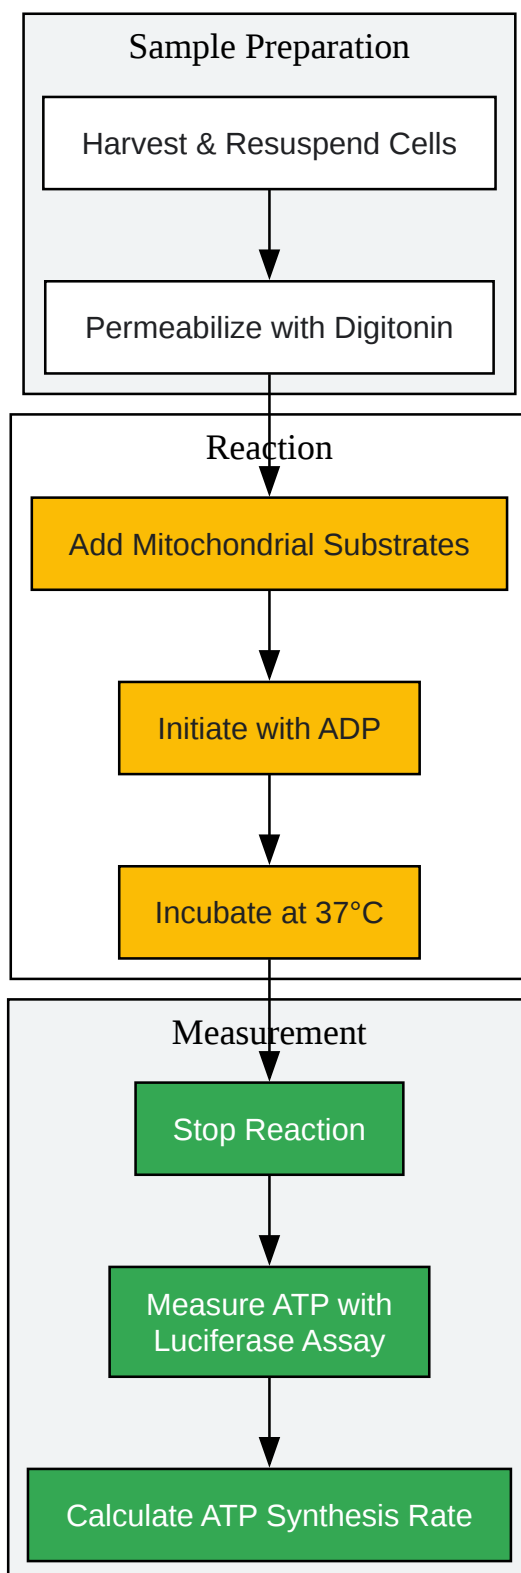 Sample Preparation
Harvest & Resuspend Cells
Permeabilize with Digitonin
Reaction
Add Mitochondrial Substrates
Initiate with ADP
Incubate at 37°C
Measurement
Stop Reaction
Measure ATP with
Luciferase Assay
Calculate ATP Synthesis Rate